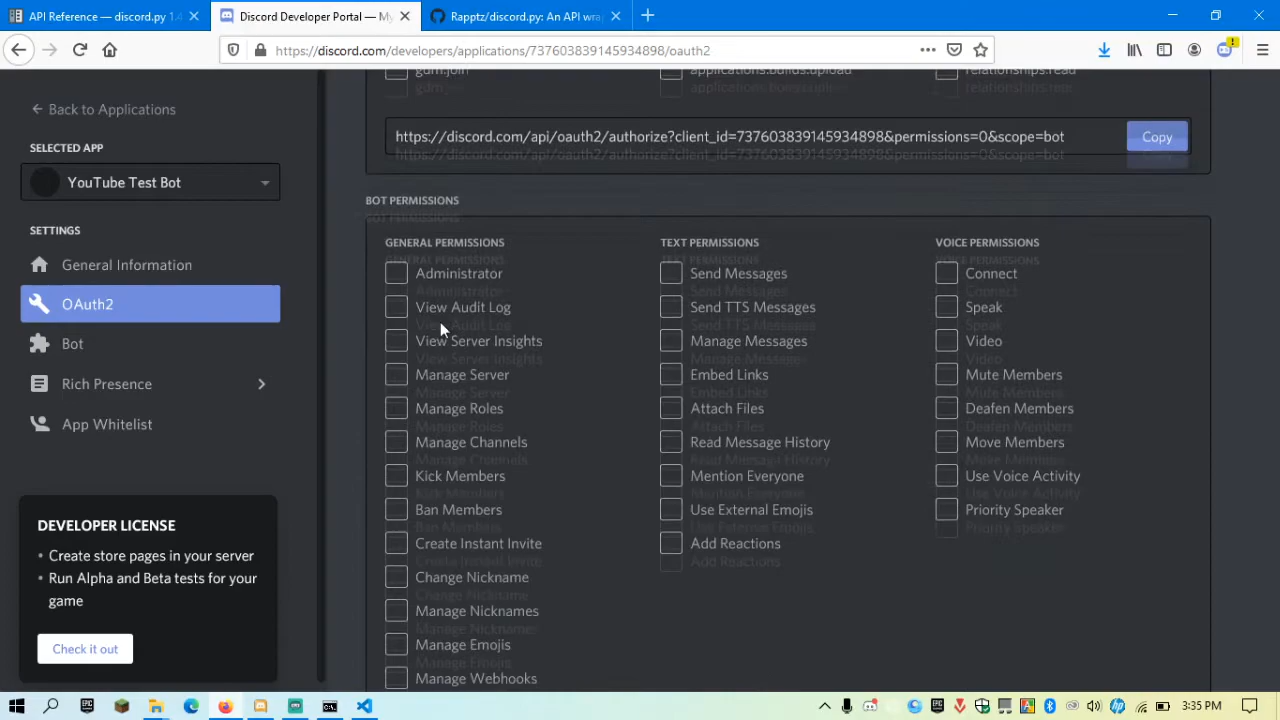 API Reference — discord.py 1.4
Discord Developer Portal — My
Rapptz/discord.py: An API wra
https://discord.com/developers/applications/737603839145934898/oauth2
Back to Applications
SELECTED APP
YouTube Test Bot
SETTINGS
General Information
OAuth2
Bot
Rich Presence
App Whitelist
DEVELOPER LICENSE
• Create store pages in your server
• Run Alpha and Beta tests for your
game
Check it out
gdm.join
applications.builds.upload
relationships.read
https://discord.com/api/oauth2/authorize?client_id=737603839145934898&permissions=0&scope=bot
Copy
BOT PERMISSIONS
GENERAL PERMISSIONS
Administrator
View Audit Log
View Server Insights
Manage Server
Manage Roles
Manage Channels
Kick Members
Ban Members
Create Instant Invite
Change Nickname
Manage Nicknames
Manage Emojis
Manage Webhooks
TEXT PERMISSIONS
Send Messages
Send TTS Messages
Manage Messages
Embed Links
Attach Files
Read Message History
Mention Everyone
Use External Emojis
Add Reactions
VOICE PERMISSIONS
Connect
Speak
Video
Mute Members
Deafen Members
Move Members
Use Voice Activity
Priority Speaker
3:35 PM